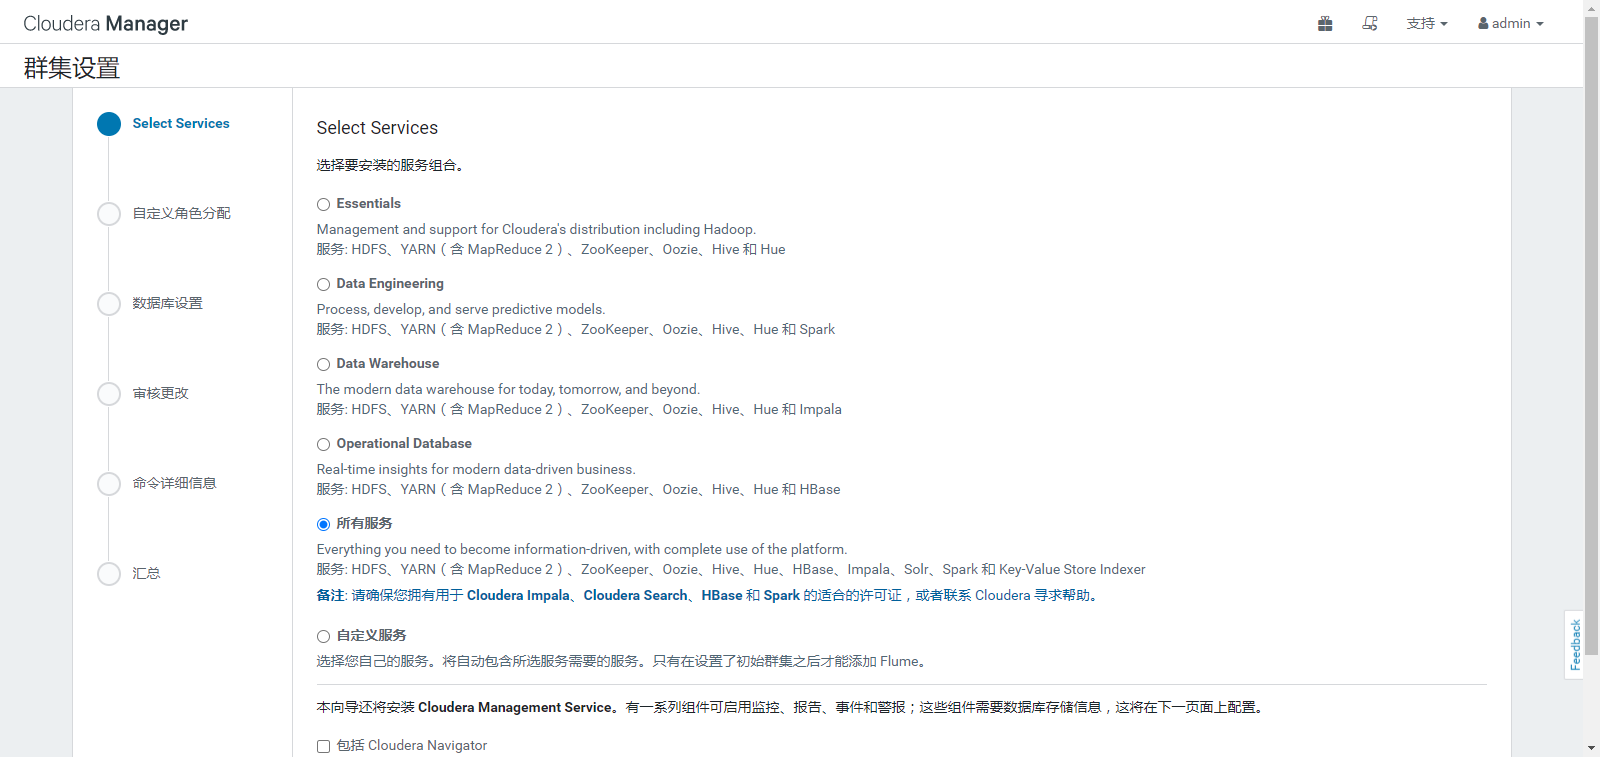 Cloudera Manager
支持
admin
群集设置
Select Services
自定义角色分配
数据库设置
审核更改
命令详细信息
汇总
Select Services
选择要安装的服务组合。
Essentials
Management and support for Cloudera's distribution including Hadoop.
服务: HDFS、YARN（含 MapReduce 2）、ZooKeeper、Oozie、Hive 和 Hue
Data Engineering
Process, develop, and serve predictive models.
服务: HDFS、YARN（含 MapReduce 2）、ZooKeeper、Oozie、Hive、Hue 和 Spark
Data Warehouse
The modern data warehouse for today, tomorrow, and beyond.
服务: HDFS、YARN（含 MapReduce 2）、ZooKeeper、Oozie、Hive、Hue 和 Impala
Operational Database
Real-time insights for modern data-driven business.
服务: HDFS、YARN（含 MapReduce 2）、ZooKeeper、Oozie、Hive、Hue 和 HBase
所有服务
Everything you need to become information-driven, with complete use of the platform.
服务: HDFS、YARN（含 MapReduce 2）、ZooKeeper、Oozie、Hive、Hue、HBase、Impala、Solr、Spark 和 Key-Value Store Indexer
备注: 请确保您拥有用于 Cloudera Impala、Cloudera Search、HBase 和 Spark 的适合的许可证，或者联系 Cloudera 寻求帮助。
自定义服务
选择您自己的服务。将自动包含所选服务需要的服务。只有在设置了初始群集之后才能添加 Flume。
本向导还将安装 Cloudera Management Service。有一系列组件可启用监控、报告、事件和警报；这些组件需要数据库存储信息，这将在下一页面上配置。
包括 Cloudera Navigator
Feedback